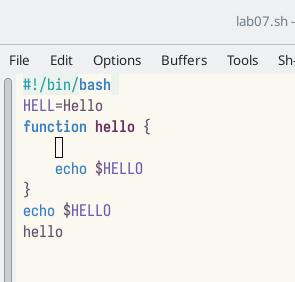 lab07.sh –
File Edit Options Buffers Tools Sh-
#!/bin/bash
HELL=Hello
function hello {
    echo $HELLO
}
echo $HELLO
hello